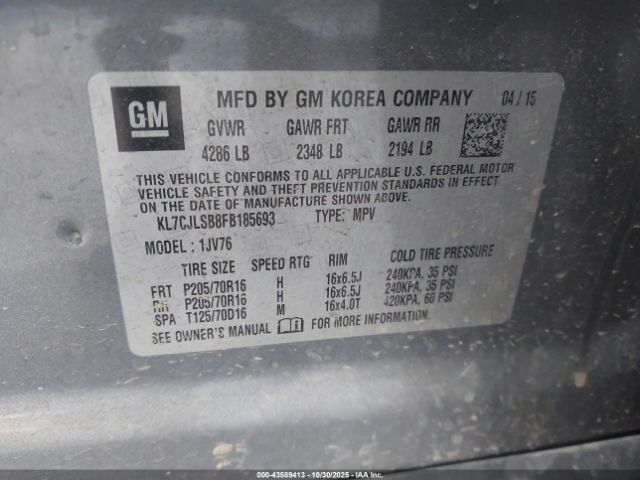 GM
MFD BY GM KOREA COMPANY 04 / 15
GVWR GAWR FRT GAWR RR
4286 LB 2348 LB 2194 LB
THIS VEHICLE CONFORMS TO ALL APPLICABLE U.S. FEDERAL MOTOR
VEHICLE SAFETY AND THEFT PREVENTION STANDARDS IN EFFECT
ON THE DATE OF MANUFACTURE SHOWN ABOVE.
KL7CJLSB8FB185693 TYPE: MPV
MODEL : 1JV76
TIRE SIZE SPEED RTG RIM COLD TIRE PRESSURE
FRT P205/70R16 H 16x6.5J 240KPA, 35 PSI
RR P205/70R16 H 16x6.5J 240KPA, 35 PSI
SPA T125/70D16 M 16x4.0T 420KPA, 60 PSI
SEE OWNER'S MANUAL FOR MORE INFORMATION.
000-43589413 - 10/30/2025 - IAA Inc.